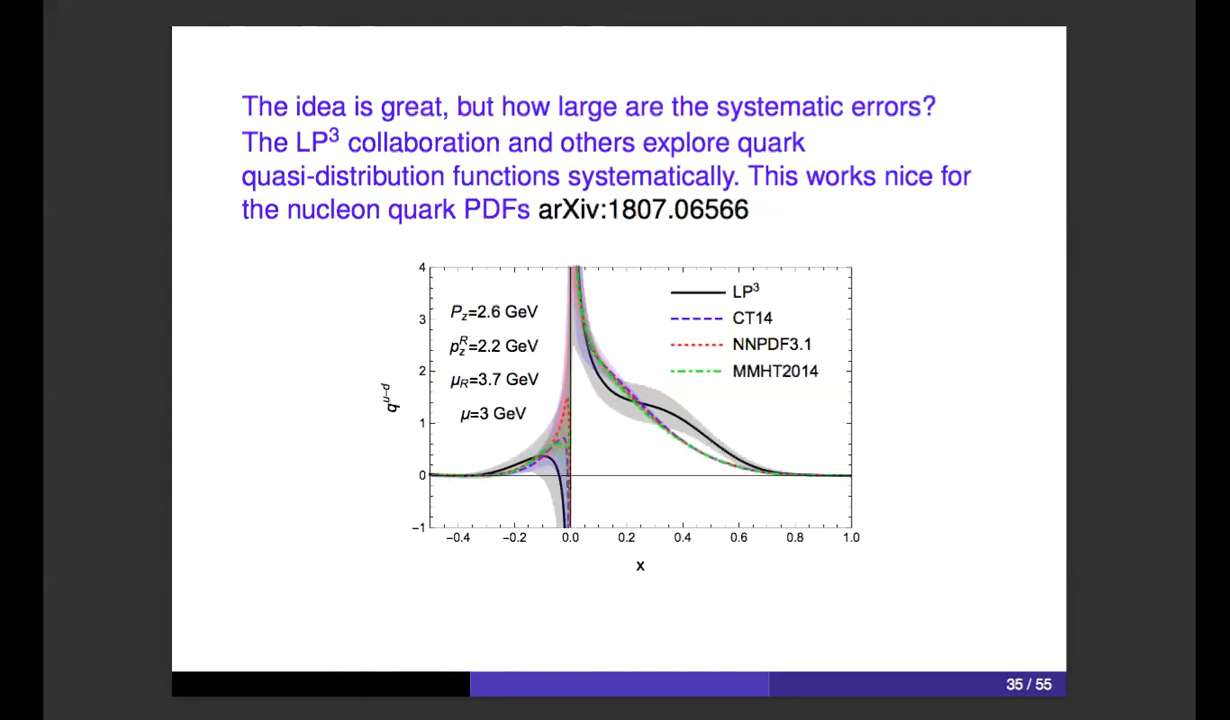 The idea is great, but how large are the systematic errors?
The LP³ collaboration and others explore quark
quasi-distribution functions systematically. This works nice for
the nucleon quark PDFs arXiv:1807.06566
4
3
2
1
0
−1
q^{u−d}
P_z=2.6 GeV
p_z^R=2.2 GeV
μ_R=3.7 GeV
μ=3 GeV
LP³
CT14
NNPDF3.1
MMHT2014
−0.4 −0.2 0.0 0.2 0.4 0.6 0.8 1.0
x
35 / 55